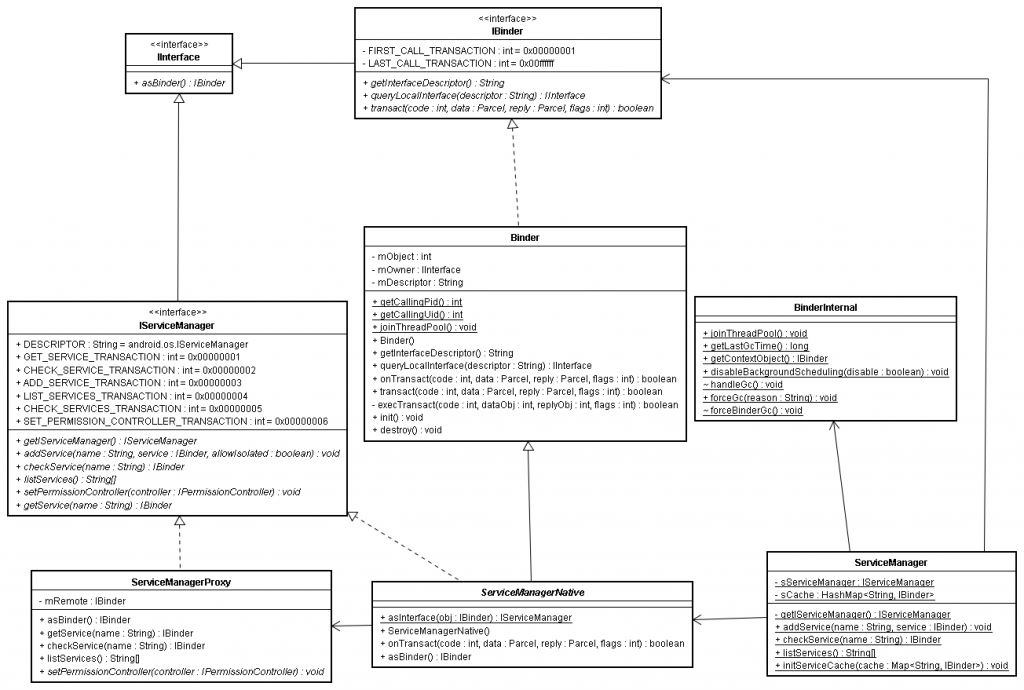 <<interface>>
IBinder
- FIRST_CALL_TRANSACTION : int = 0x00000001
- LAST_CALL_TRANSACTION : int = 0x00ffffff
+ getInterfaceDescriptor() : String
+ queryLocalInterface(descriptor : String) : IInterface
+ transact(code : int, data : Parcel, reply : Parcel, flags : int) : boolean
<<interface>>
IInterface
+ asBinder() : IBinder
Binder
- mObject : int
- mOwner : IInterface
- mDescriptor : String
+ getCallingPid() : int
+ getCallingUid() : int
+ joinThreadPool() : void
+ Binder()
+ getInterfaceDescriptor() : String
+ queryLocalInterface(descriptor : String) : IInterface
+ onTransact(code : int, data : Parcel, reply : Parcel, flags : int) : boolean
+ transact(code : int, data : Parcel, reply : Parcel, flags : int) : boolean
- execTransact(code : int, dataObj : int, replyObj : int, flags : int) : boolean
+ init() : void
+ destroy() : void
BinderInternal
+ joinThreadPool() : void
+ getLastGcTime() : long
+ getContextObject() : IBinder
+ disableBackgroundScheduling(disable : boolean) : void
~ handleGc() : void
+ forceGc(reason : String) : void
~ forceBinderGc() : void
<<interface>>
IServiceManager
+ DESCRIPTOR : String = android.os.IServiceManager
+ GET_SERVICE_TRANSACTION : int = 0x00000001
+ CHECK_SERVICE_TRANSACTION : int = 0x00000002
+ ADD_SERVICE_TRANSACTION : int = 0x00000003
+ LIST_SERVICES_TRANSACTION : int = 0x00000004
+ CHECK_SERVICES_TRANSACTION : int = 0x00000005
+ SET_PERMISSION_CONTROLLER_TRANSACTION : int = 0x00000006
+ getIServiceManager() : IServiceManager
+ addService(name : String, service : IBinder, allowIsolated : boolean) : void
+ checkService(name : String) : IBinder
+ listServices() : String[]
+ setPermissionController(controller : IPermissionController) : void
+ getService(name : String) : IBinder
ServiceManagerProxy
- mRemote : IBinder
+ asBinder() : IBinder
+ getService(name : String) : IBinder
+ checkService(name : String) : IBinder
+ listServices() : String[]
+ setPermissionController(controller : IPermissionController) : void
ServiceManagerNative
+ asInterface(obj : IBinder) : IServiceManager
+ ServiceManagerNative()
+ onTransact(code : int, data : Parcel, reply : Parcel, flags : int) : boolean
+ asBinder() : IBinder
ServiceManager
- sServiceManager : IServiceManager
- sCache : HashMap<String, IBinder>
- getIServiceManager() : IServiceManager
+ addService(name : String, service : IBinder) : void
+ checkService(name : String) : IBinder
+ listServices() : String[]
+ initServiceCache(cache : Map<String, IBinder>) : void